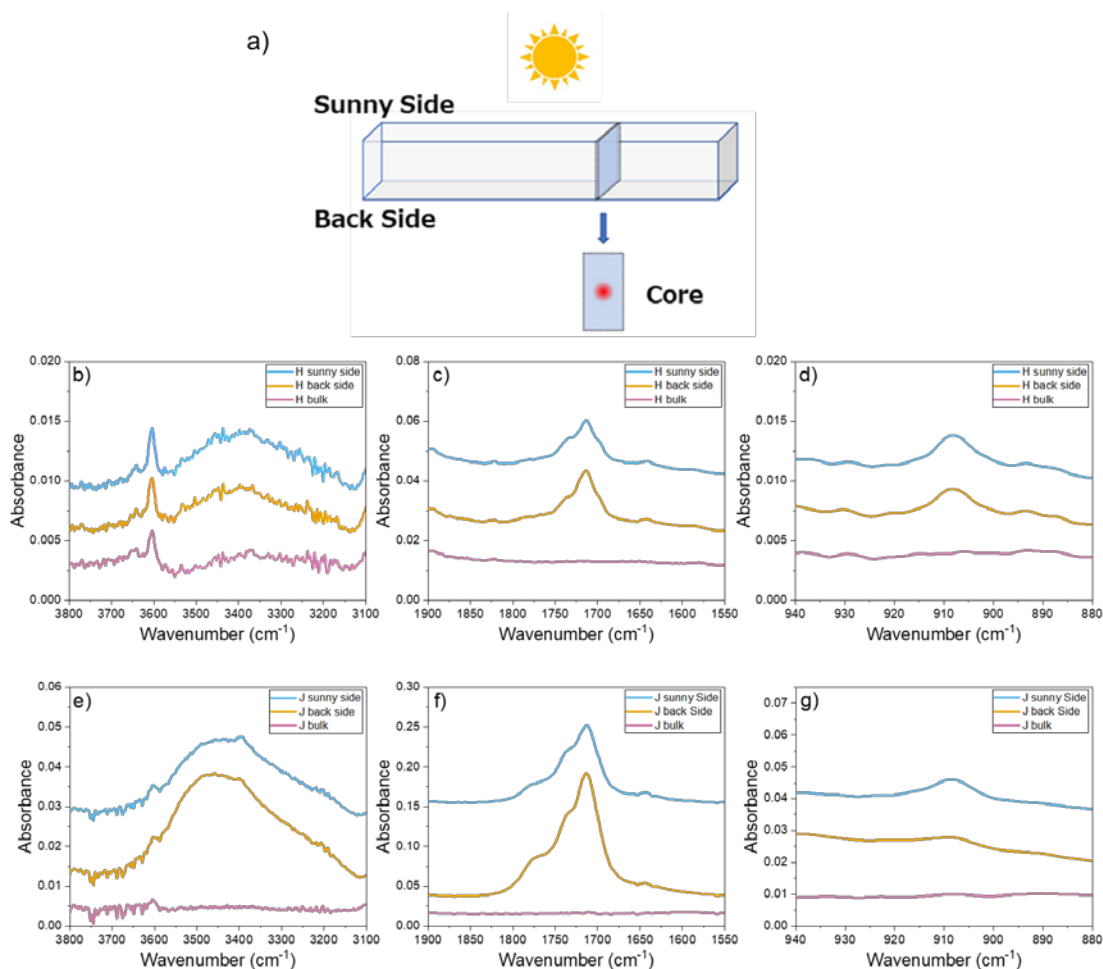 a)
Sunny Side
Back Side
Core
b)
H sunny side
H back side
H bulk
0.020
0.015
0.010
0.005
0.000
Absorbance
3800 3700 3600 3500 3400 3300 3200 3100
Wavenumber (cm⁻¹)
c)
H sunny side
H back side
H bulk
0.08
0.06
0.04
0.02
0.00
Absorbance
1900 1850 1800 1750 1700 1650 1600 1550
Wavenumber (cm⁻¹)
d)
H sunny side
H back side
H bulk
0.020
0.015
0.010
0.005
0.000
Absorbance
940 930 920 910 900 890 880
Wavenumber (cm⁻¹)
e)
J sunny side
J back side
J bulk
0.06
0.05
0.04
0.03
0.02
0.01
0.00
Absorbance
3800 3700 3600 3500 3400 3300 3200 3100
Wavenumber (cm⁻¹)
f)
J sunny Side
J back Side
J bulk
0.30
0.25
0.20
0.15
0.10
0.05
0.00
Absorbance
1900 1850 1800 1750 1700 1650 1600 1550
Wavenumber (cm⁻¹)
g)
J sunny Side
J back Side
J bulk
0.07
0.06
0.05
0.04
0.03
0.02
0.01
0.00
Absorbance
940 930 920 910 900 890 880
Wavenumber (cm⁻¹)